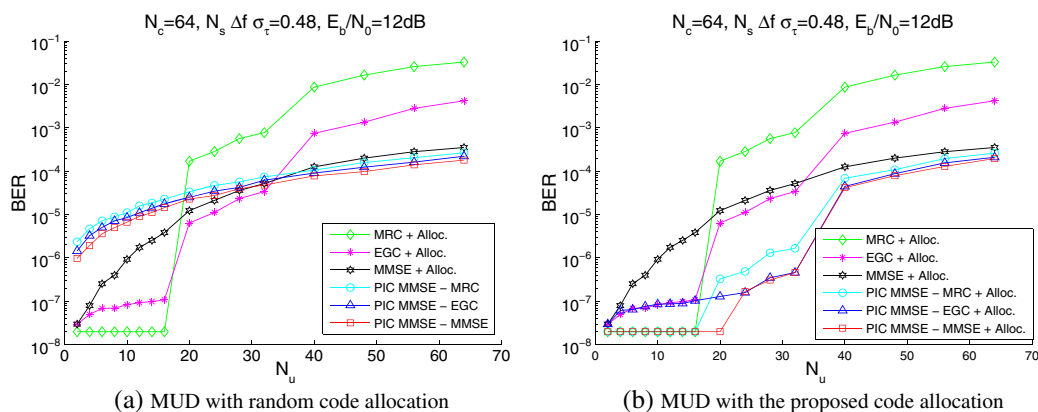 N_c=64, N_s Δf σ_τ=0.48, E_b/N_0=12dB
10^-1
10^-2
10^-3
10^-4
10^-5
10^-6
10^-7
10^-8
BER
0 10 20 30 40 50 60 70
N_u
MRC + Alloc.
EGC + Alloc.
MMSE + Alloc.
PIC MMSE − MRC
PIC MMSE − EGC
PIC MMSE − MMSE
(a) MUD with random code allocation
N_c=64, N_s Δf σ_τ=0.48, E_b/N_0=12dB
10^-1
10^-2
10^-3
10^-4
10^-5
10^-6
10^-7
10^-8
BER
0 10 20 30 40 50 60 70
N_u
MRC + Alloc.
EGC + Alloc.
MMSE + Alloc.
PIC MMSE − MRC + Alloc.
PIC MMSE − EGC + Alloc.
PIC MMSE − MMSE + Alloc.
(b) MUD with the proposed code allocation